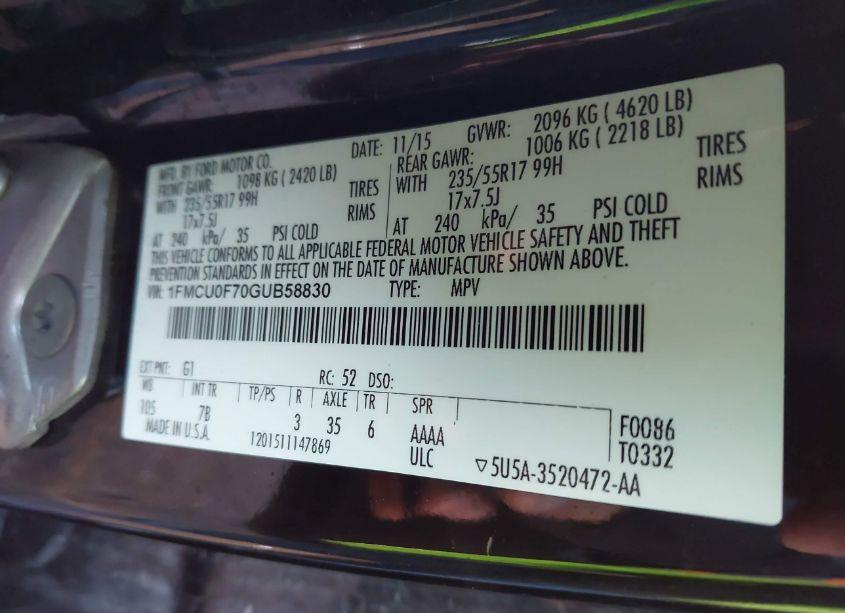 MFD. BY FORD MOTOR CO. DATE: 11/15 GVWR: 2096 KG ( 4620 LB)
FRONT GAWR: 1098 KG ( 2420 LB) REAR GAWR: 1006 KG ( 2218 LB)
WITH 235/55R17 99H TIRES WITH 235/55R17 99H TIRES
17x7.5J RIMS 17x7.5J RIMS
AT 240 kPa/ 35 PSI COLD AT 240 kPa/ 35 PSI COLD
THIS VEHICLE CONFORMS TO ALL APPLICABLE FEDERAL MOTOR VEHICLE SAFETY AND THEFT
PREVENTION STANDARDS IN EFFECT ON THE DATE OF MANUFACTURE SHOWN ABOVE.
VIN: 1FMCU0F70GUB58830 TYPE: MPV
EXT PNT: G1 RC: 52 DSO:
WB INT TR TP/PS R AXLE TR SPR
105 7B 3 35 6 AAAA F0086
MADE IN U.S.A. 1201511147869 ULC T0332
▽5U5A-3520472-AA